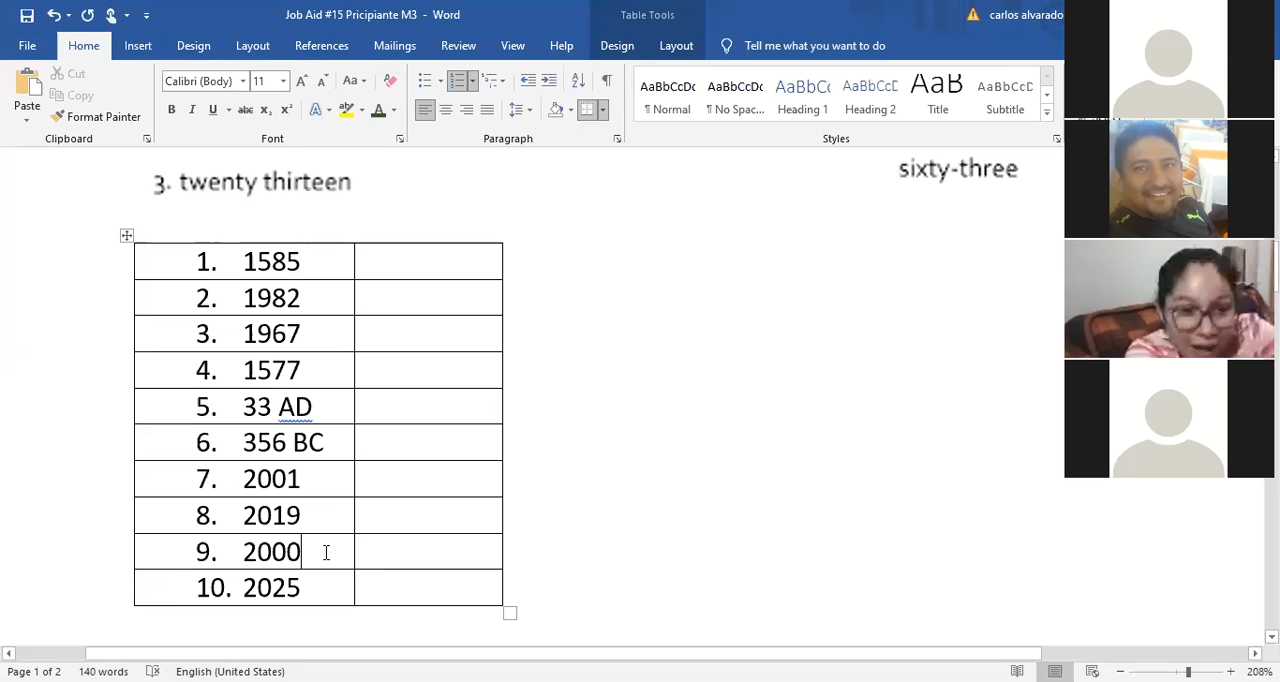 Job Aid #15 Pricipiante M3 - Word
Table Tools
carlos alvarado
File Home Insert Design Layout References Mailings Review View Help Design Layout Tell me what you want to do
Paste
Cut
Copy
Format Painter
Clipboard
Calibri (Body) 11
Font
Paragraph
AaBbCcDc AaBbCcDc AaBbCc AaBbCcD AaB AaBbCcD
¶ Normal ¶ No Spac... Heading 1 Heading 2 Title Subtitle
Styles
3. twenty thirteen
sixty-three
1. 1585
2. 1982
3. 1967
4. 1577
5. 33 AD
6. 356 BC
7. 2001
8. 2019
9. 2000
10. 2025
Page 1 of 2 140 words English (United States) 208%